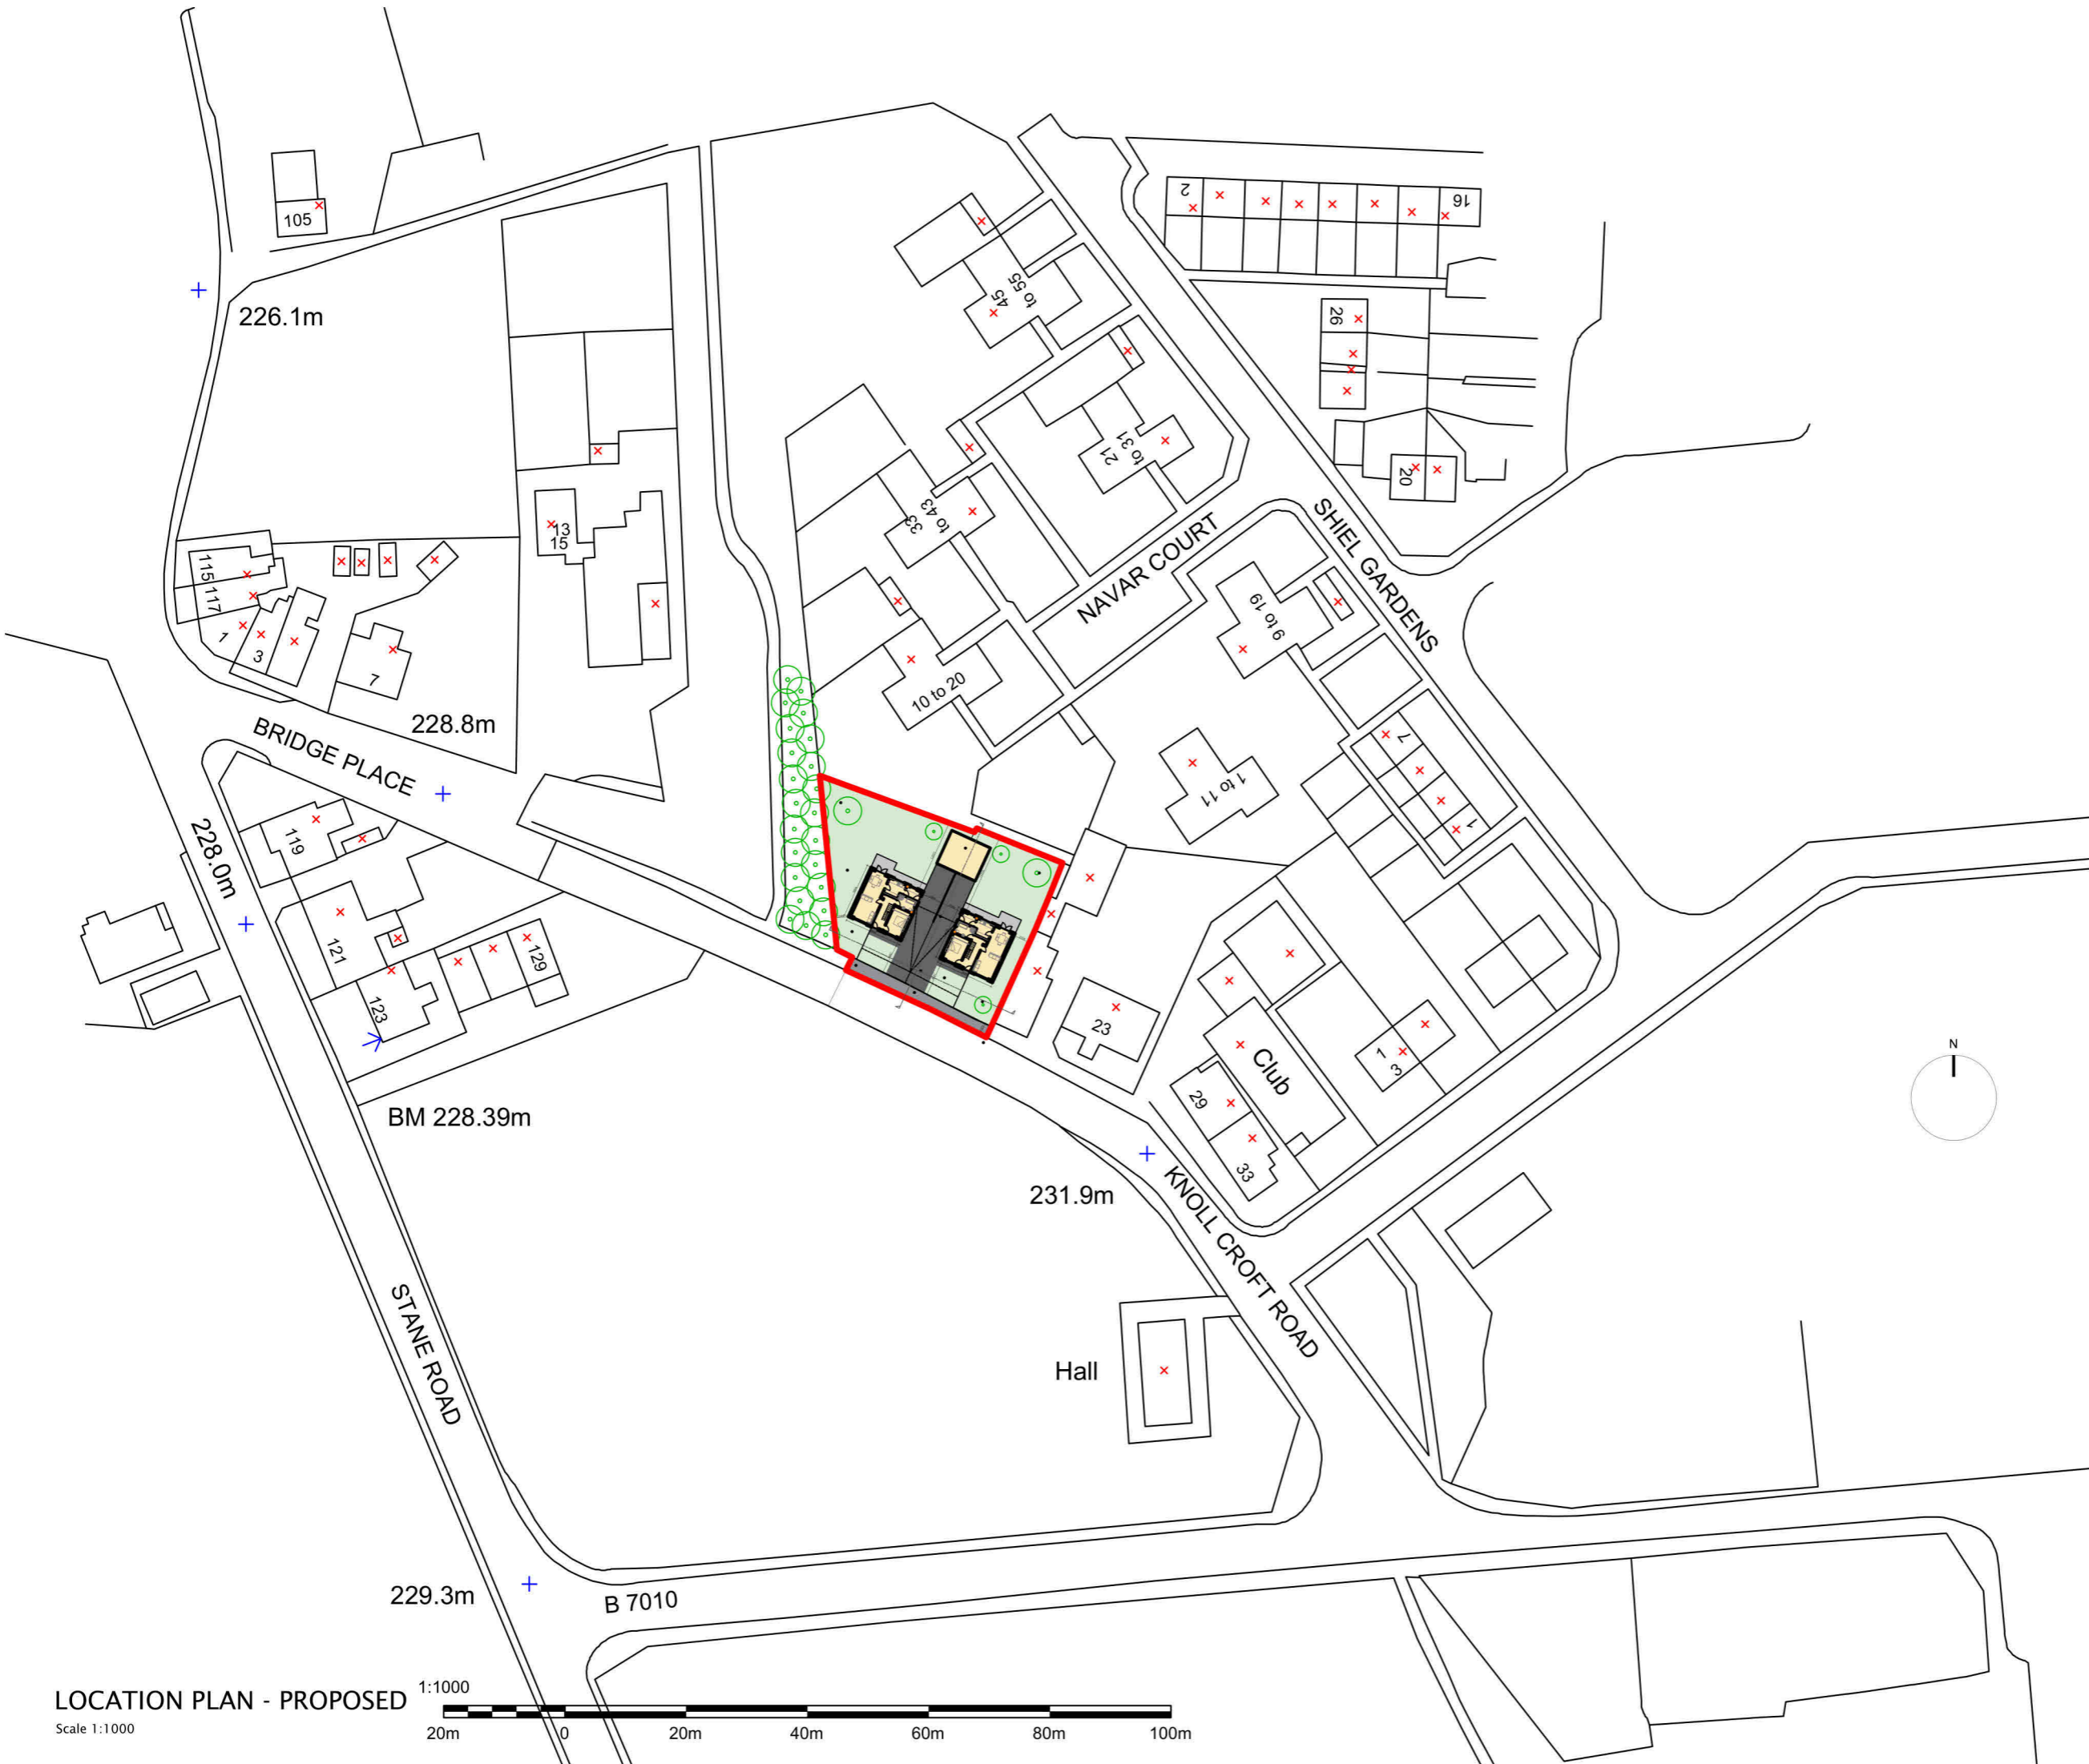 105
226.1m
2
16
45
to 55
26
21
to 31
20
33
to 43
13
15
NAVAR COURT
SHIEL GARDENS
115
117
1
3
7
9 to 19
10 to 20
228.8m
BRIDGE PLACE
1 to 11
7
1
119
228.0m
121
129
123
23
Club
1
3
29
33
N
BM 228.39m
231.9m
KNOLL CROFT ROAD
STANE ROAD
Hall
229.3m
B 7010
LOCATION PLAN - PROPOSED
Scale 1:1000
1:1000
20m 0 20m 40m 60m 80m 100m